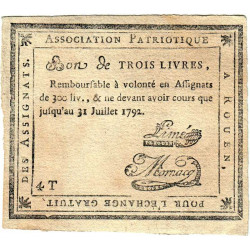 ASSOCIATION PATRIOTIQUE
A ROUEN,
POUR L'ÉCHANGE GRATUIT
DES ASSIGNATS.
Bon de TROIS LIVRES,
Remboursable à volonté en Assignats
de 300 liv., & ne devant avoir cours que
jusqu'au 31 Juillet 1792.
4 T